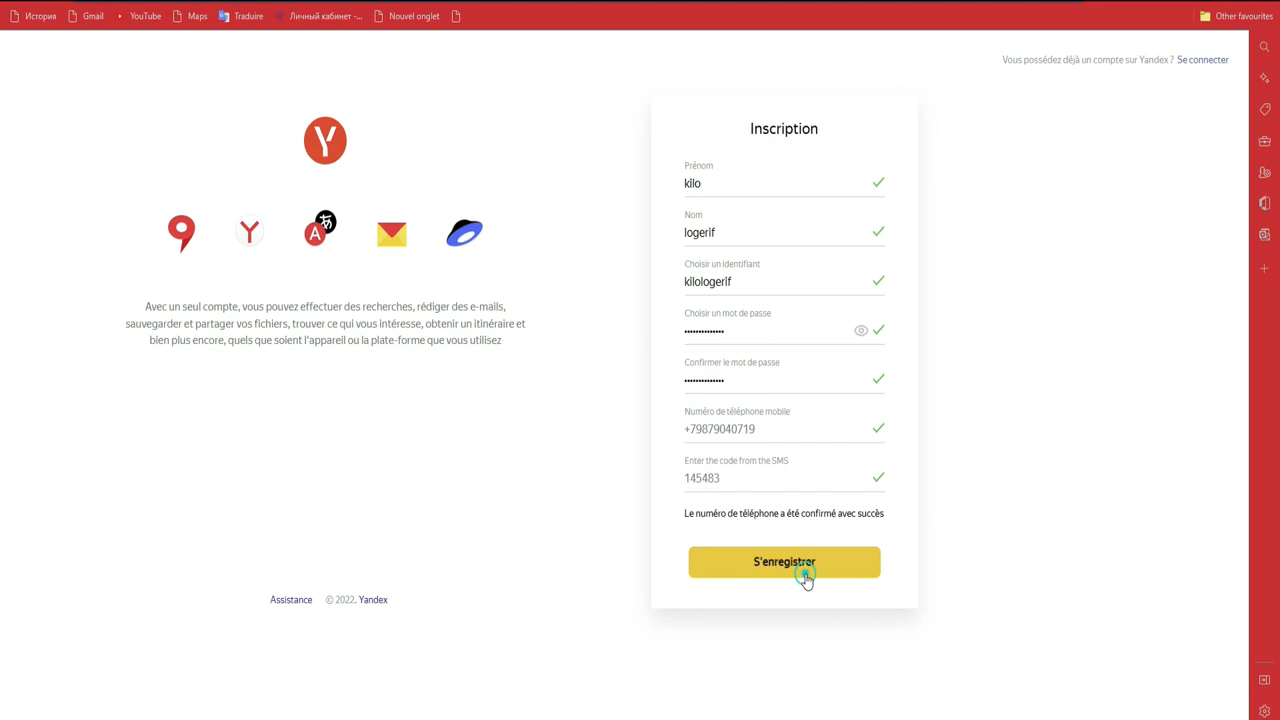 История Gmail YouTube Maps Traduire Личный кабинет -... Nouvel onglet Other favourites
Vous possédez déjà un compte sur Yandex ? Se connecter
Inscription
Prénom
kilo
Nom
logerif
Choisir un identifiant
kilologerif
Choisir un mot de passe
••••••••••••••
Confirmer le mot de passe
••••••••••••••
Numéro de téléphone mobile
+79879040719
Enter the code from the SMS
145483
Le numéro de téléphone a été confirmé avec succès
S'enregistrer
Avec un seul compte, vous pouvez effectuer des recherches, rédiger des e-mails,
sauvegarder et partager vos fichiers, trouver ce qui vous intéresse, obtenir un itinéraire et
bien plus encore, quels que soient l'appareil ou la plate-forme que vous utilisez
Assistance © 2022, Yandex